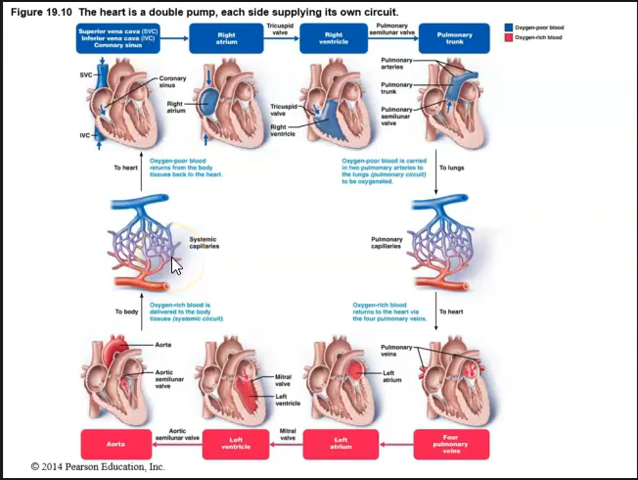 Figure 19.10 The heart is a double pump, each side supplying its own circuit.
Superior vena cava (SVC)
Inferior vena cava (IVC)
Coronary sinus
Right
atrium
Tricuspid
valve
Right
ventricle
Pulmonary
semilunar valve
Pulmonary
trunk
Oxygen-poor blood
Oxygen-rich blood
SVC
Coronary
sinus
IVC
Right
atrium
Tricuspid
valve
Right
ventricle
Pulmonary
arteries
Pulmonary
trunk
Pulmonary
semilunar
valve
To heart
Oxygen-poor blood
returns from the body
tissues back to the heart.
Oxygen-poor blood is carried
in two pulmonary arteries to
the lungs (pulmonary circuit)
to be oxygenated.
To lungs
Systemic
capillaries
Pulmonary
capillaries
To body
Oxygen-rich blood is
delivered to the body
tissues (systemic circuit).
Oxygen-rich blood
returns to the heart via
the four pulmonary veins.
To heart
Aorta
Aortic
semilunar
valve
Mitral
valve
Left
ventricle
Left
atrium
Pulmonary
veins
Aorta
Aortic
semilunar valve
Left
ventricle
Mitral
valve
Left
atrium
Four
pulmonary
veins
© 2014 Pearson Education, Inc.